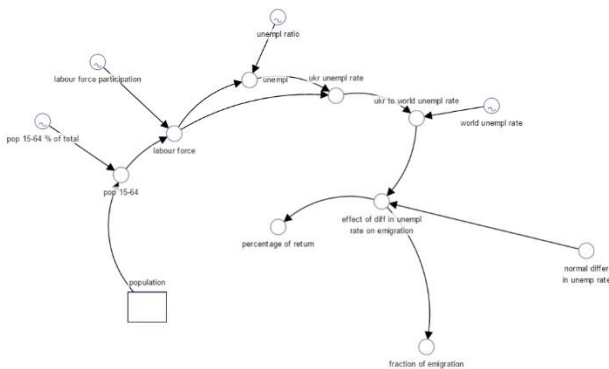 unempl ratio
labour force participation
unempl
ukr unempl rate
ukr to world unempl rate
world unempl rate
pop 15-64 % of total
labour force
pop 15-64
effect of diff in unempl
rate on emigration
percentage of return
normal differ
in unemp rate
population
fraction of emigration